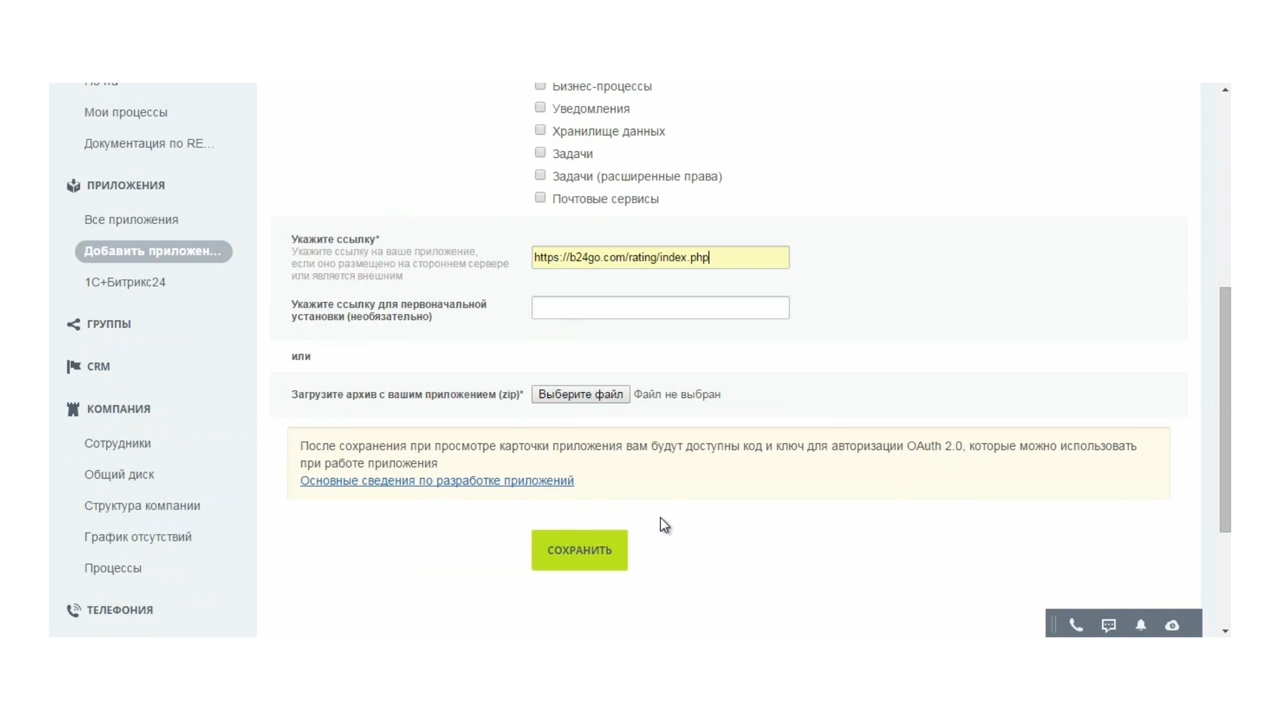 Мои процессы
Документация по RE...
ПРИЛОЖЕНИЯ
Все приложения
Добавить приложен...
1С+Битрикс24
ГРУППЫ
CRM
КОМПАНИЯ
Сотрудники
Общий диск
Структура компании
График отсутствий
Процессы
ТЕЛЕФОНИЯ
Бизнес-процессы
Уведомления
Хранилище данных
Задачи
Задачи (расширенные права)
Почтовые сервисы
Укажите ссылку*
Укажите ссылку на ваше приложение,
если оно размещено на стороннем сервере
или является внешним
https://b24go.com/rating/index.php
Укажите ссылку для первоначальной
установки (необязательно)
или
Загрузите архив с вашим приложением (zip)* Выберите файл Файл не выбран
После сохранения при просмотре карточки приложения вам будут доступны код и ключ для авторизации OAuth 2.0, которые можно использовать
при работе приложения
Основные сведения по разработке приложений
СОХРАНИТЬ